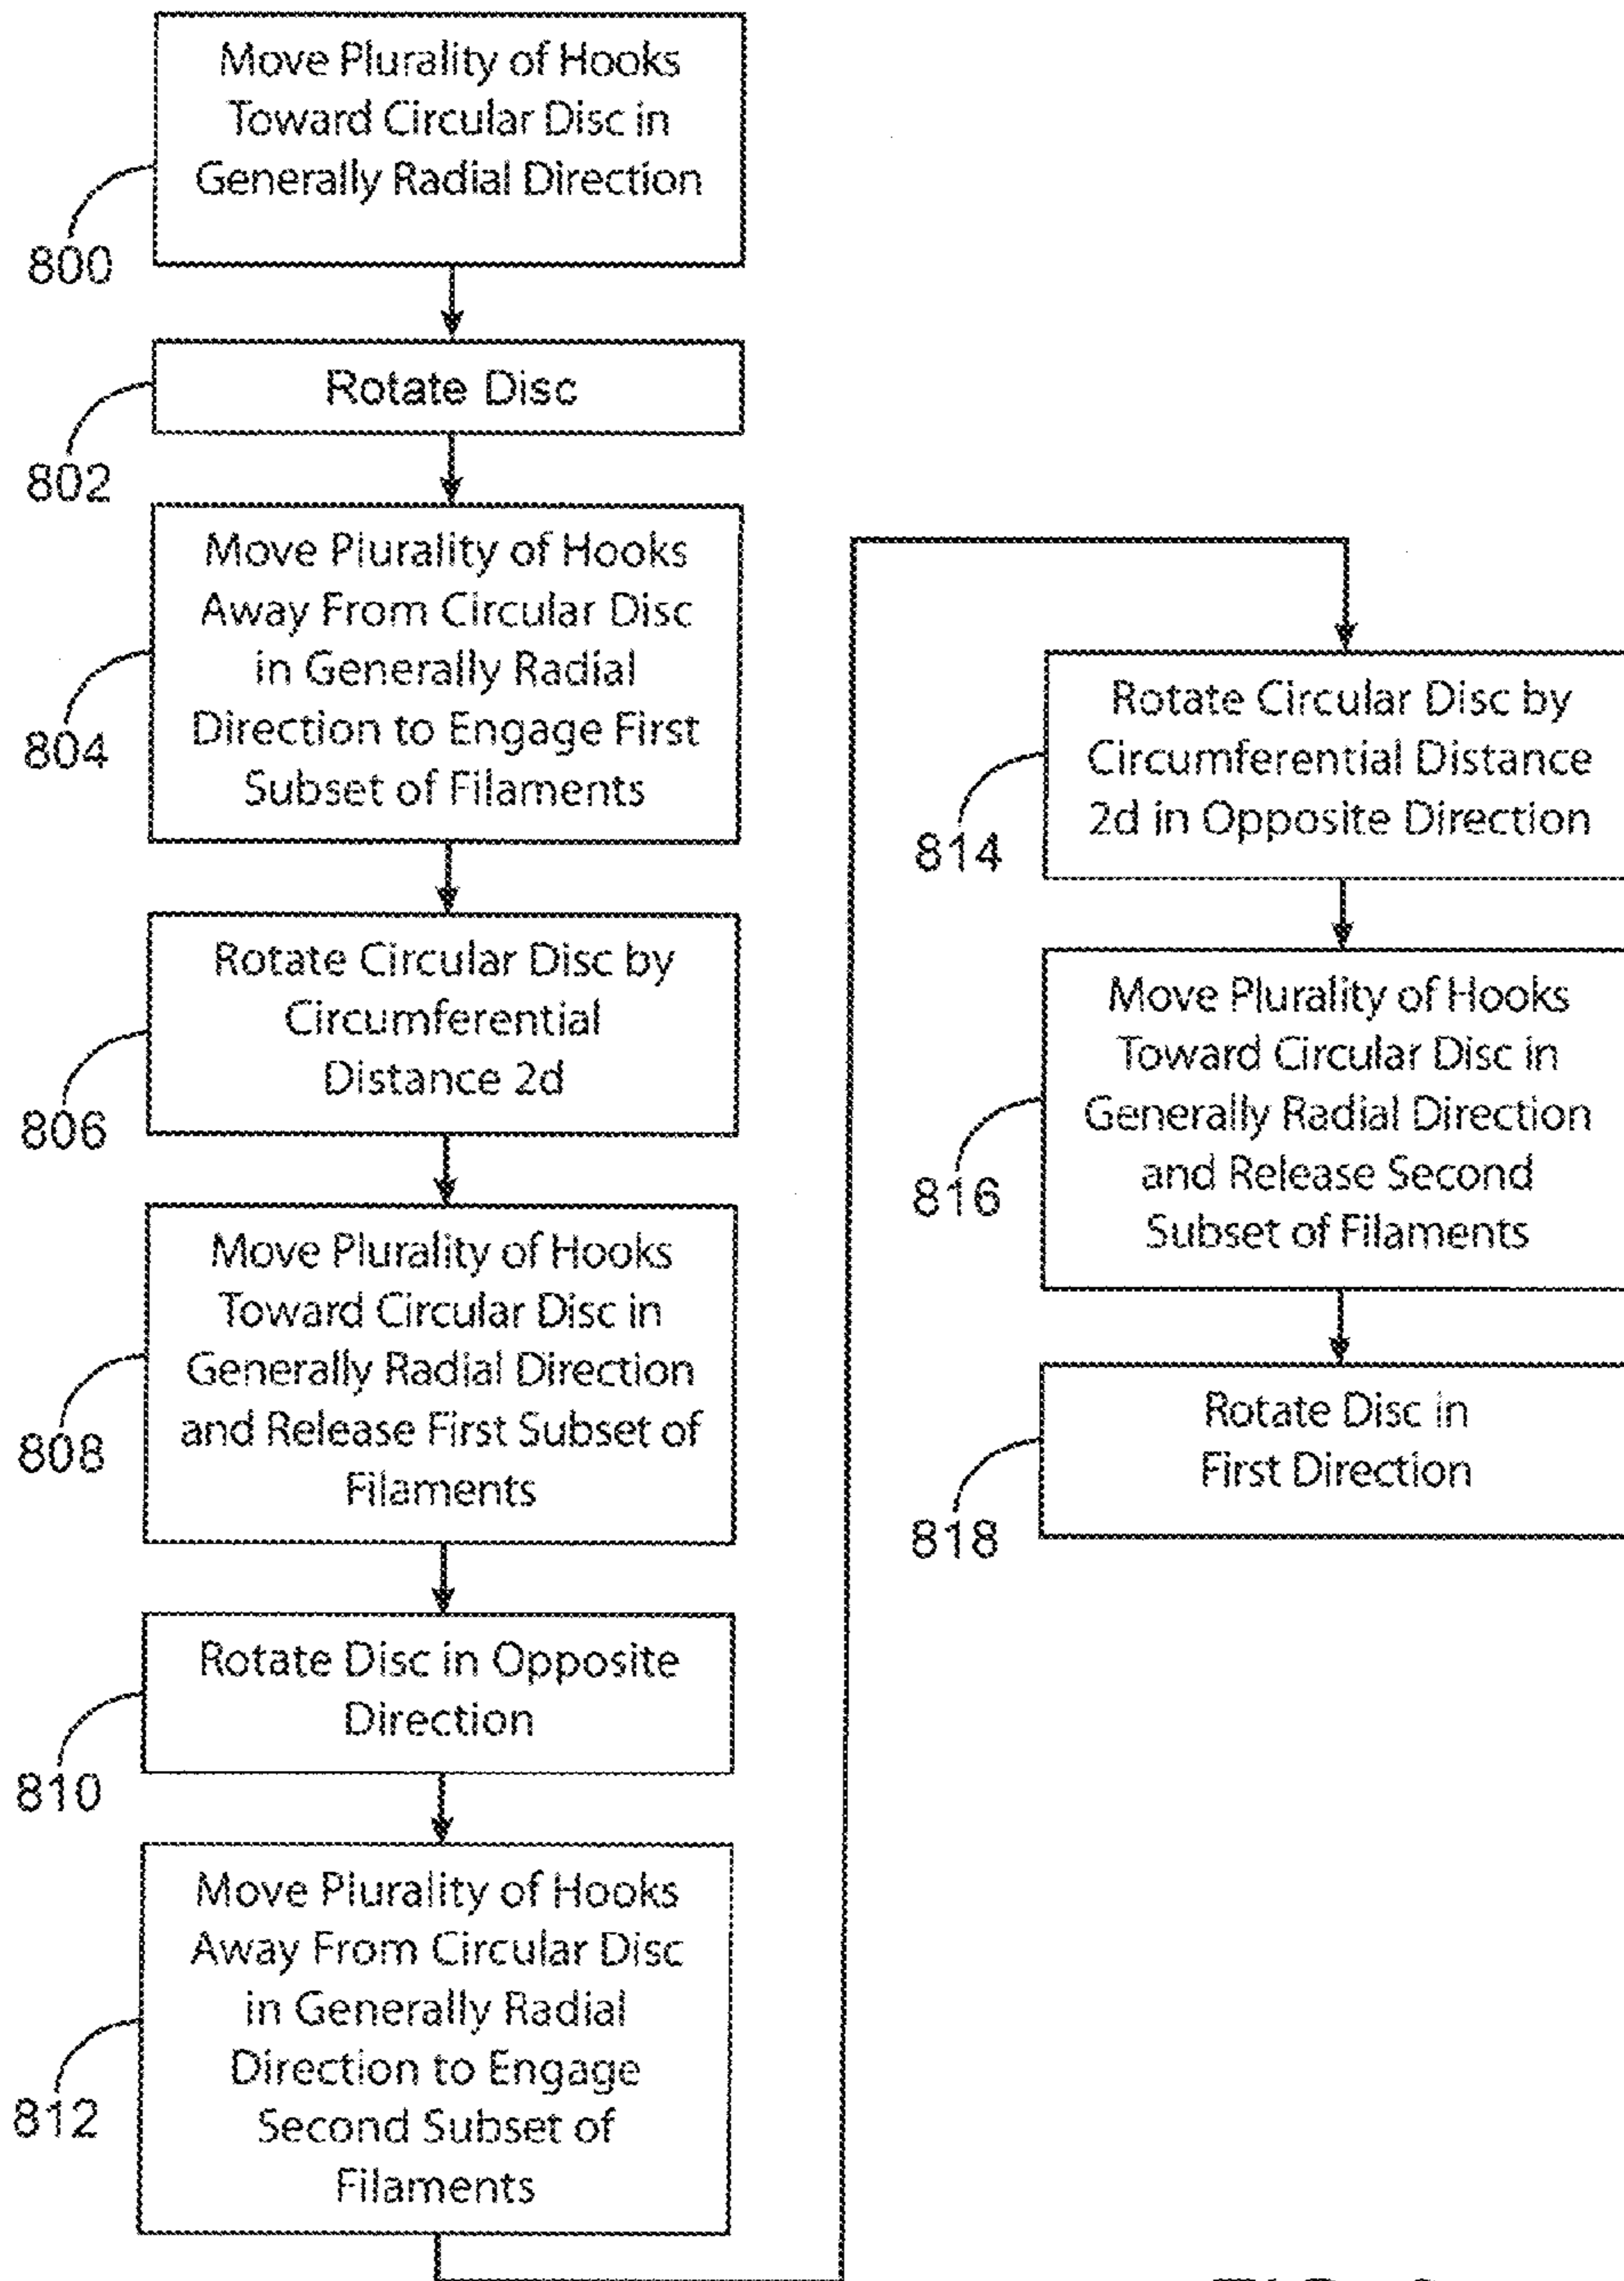 Move Plurality of Hooks
Toward Circular Disc in
Generally Radial Direction
800
Rotate Disc
802
Move Plurality of Hooks
Away From Circular Disc
in Generally Radial
Direction to Engage First
Subset of Filaments
804
Rotate Circular Disc by
Circumferential
Distance 2d
806
Move Plurality of Hooks
Toward Circular Disc in
Generally Radial Direction
and Release First Subset of
Filaments
808
Rotate Disc in Opposite
Direction
810
Move Plurality of Hooks
Away From Circular Disc
in Generally Radial
Direction to Engage
Second Subset of
Filaments
812
Rotate Circular Disc by
Circumferential Distance
2d in Opposite Direction
814
Move Plurality of Hooks
Toward Circular Disc in
Generally Radial Direction
and Release Second
Subset of Filaments
816
Rotate Disc in
First Direction
818